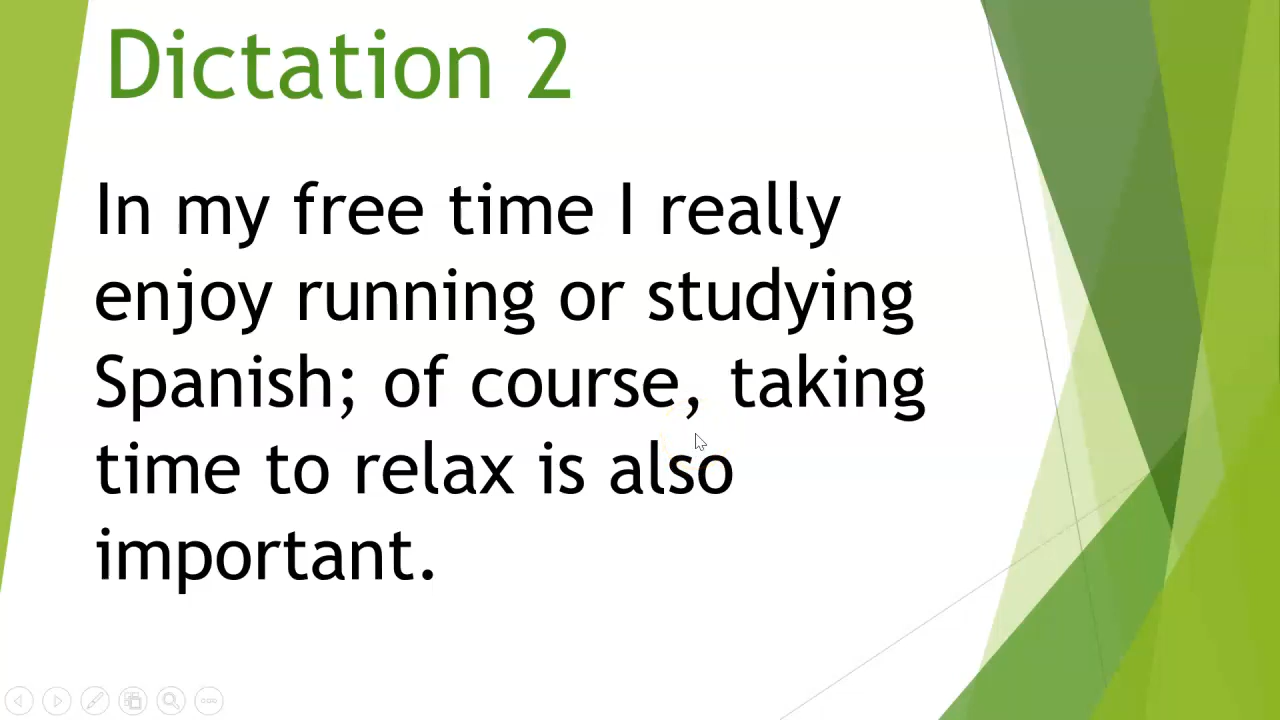 Dictation 2
In my free time I really
enjoy running or studying
Spanish; of course, taking
time to relax is also
important.